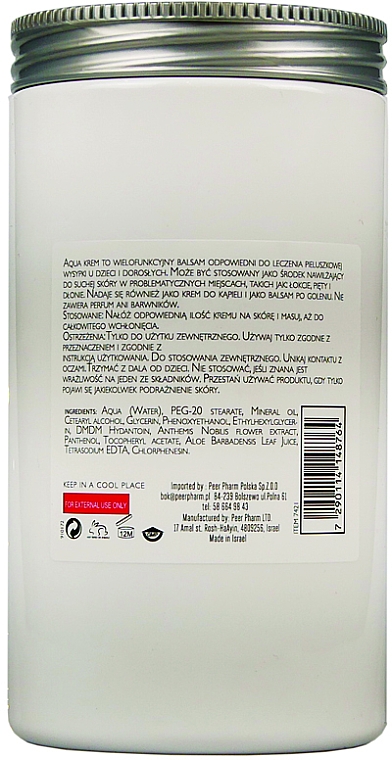 AQUA KREM TO WIELOFUNKCYJNY BALSAM ODPOWIEDNI DO LECZENIA PIELUSZKOWEJ
WYSYPKI U DZIECI I DOROSŁYCH. MOŻE BYĆ STOSOWANY JAKO ŚRODEK NAWILŻAJĄCY
DO SUCHEJ SKÓRY W PROBLEMATYCZNYCH MIEJSCACH, TAKICH JAK: ŁOKCIE, PIĘTY I
DŁONIE. NADAJE SIĘ RÓWNIEŻ JAKO KREM DO KĄPIELI I JAKO BALSAM PO GOLENIU. NIE
ZAWIERA PERFUM ANI BARWNIKÓW.
STOSOWANIE: NAŁÓŻ ODPOWIEDNIĄ ILOŚĆ KREMU NA SKÓRĘ I MASUJ, AŻ DO
CAŁKOWITEGO WCHŁONIĘCIA.
OSTRZEŻENIA: TYLKO DO UŻYTKU ZEWNĘTRZNEGO. UŻYWAJ TYLKO ZGODNIE Z
PRZEZNACZENIEM I ZGODNIE Z
INSTRUKCJĄ UŻYTKOWANIA. DO STOSOWANIA ZEWNĘTRZNEGO. UNIKAJ KONTAKTU Z
OCZAMI. TRZYMAĆ Z DALA OD DZIECI. NIE STOSOWAĆ, JEŚLI ZNANA JEST
WRAŻLIWOŚĆ NA JEDEN ZE SKŁADNIKÓW. PRZESTAŃ UŻYWAĆ PRODUKTU, GDY TYLKO
POJAWI SIĘ JAKIEKOLWIEK PODRAŻNIENIE SKÓRY.
INGREDIENTS: AQUA (WATER), PEG-20 STEARATE, MINERAL OIL,
CETEARYL ALCOHOL, GLYCERIN, PHENOXYETHANOL, ETHYLHEXYLGLYCER-
IN, DMDM HYDANTOIN, ANTHEMIS NOBILIS FLOWER EXTRACT,
PANTHENOL, TOCOPHERYL ACETATE, ALOE BARBADENSIS LEAF JUICE,
TETRASODIUM EDTA, CHLORPHENESIN.
KEEP IN A COOL PLACE
FOR EXTERNAL USE ONLY
12M
Imported by : Peer Pharm Polska Sp.Z.O.O
bok@peerpharm.pl 84-239 Bolszewo ul.Polna 61
tel. 58 664 98 43
Manufactured by: Peer Pharm LTD
17 Amal st. Rosh-HaAyin, 4809256, Israel
Made in Israel
7 290114 148764
ITEM 7421